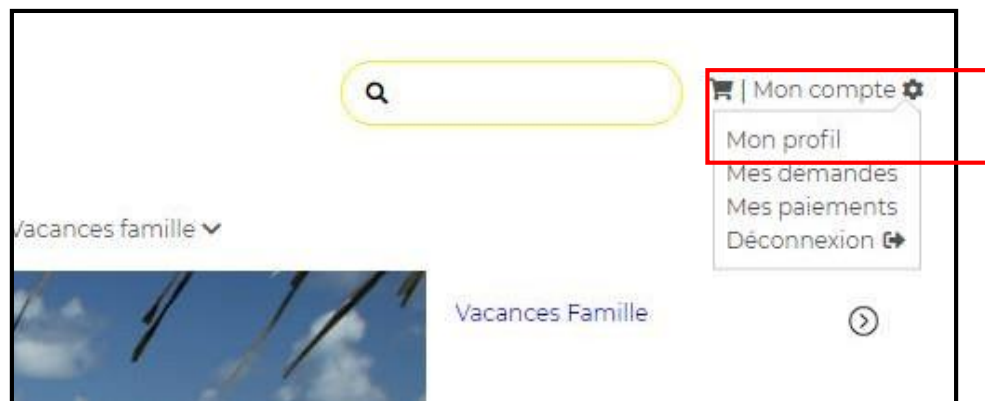 | Mon compte
Mon profil
Mes demandes
Mes paiements
Déconnexion
Vacances famille
Vacances Famille